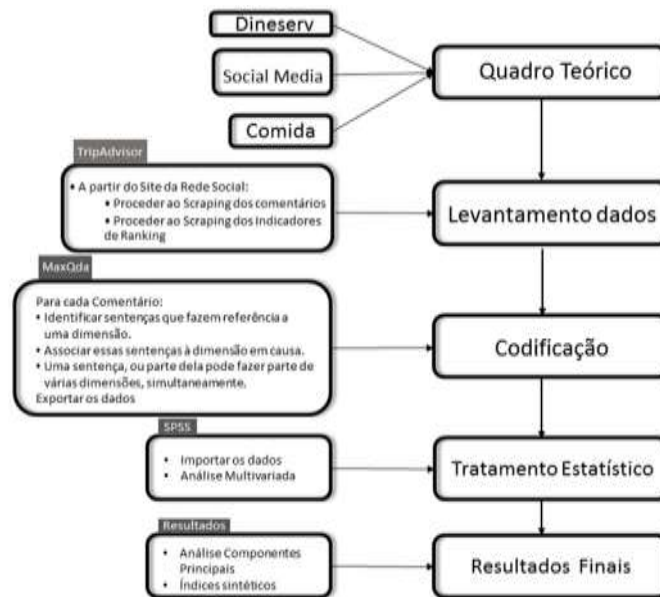 Dineserv
Social Media
Comida
Quadro Teórico
TripAdvisor
• A partir do Site da Rede Social:
• Proceder ao Scraping dos comentários
• Proceder ao Scraping dos Indicadores
de Ranking
Levantamento dados
MaxQda
Para cada Comentário:
• Identificar sentenças que fazem referência a
uma dimensão.
• Associar essas sentenças à dimensão em causa.
• Uma sentença, ou parte dela pode fazer parte de
várias dimensões, simultaneamente.
Exportar os dados
Codificação
SPSS
• Importar os dados
• Análise Multivariada
Tratamento Estatístico
Resultados
• Análise Componentes
Principais
• Índices sintéticos
Resultados Finais